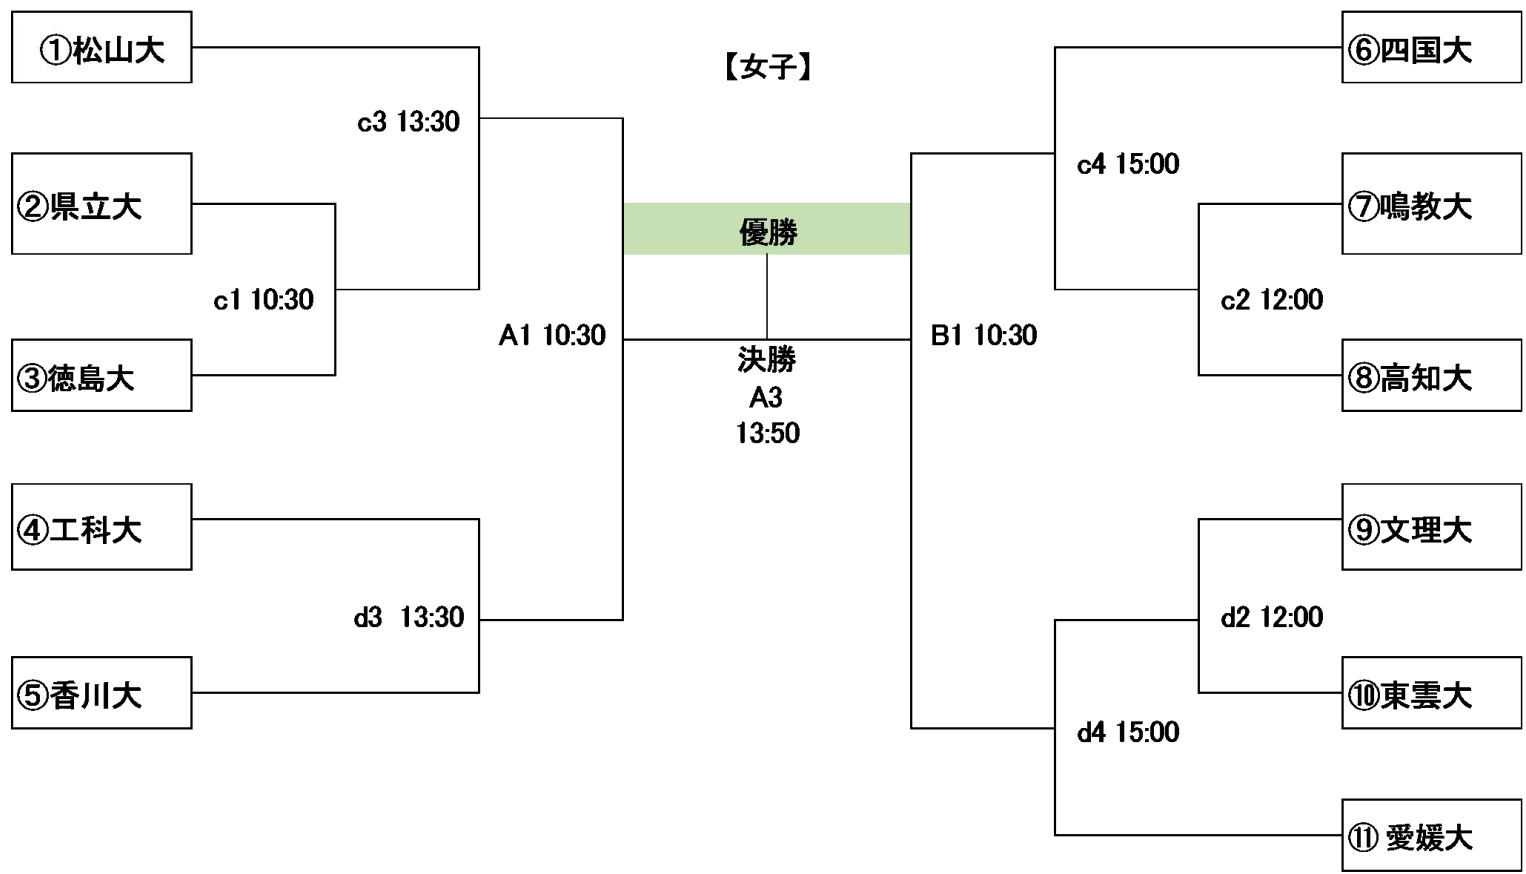 【女子】
①松山大
c3 13:30
②県立大
c1 10:30
③徳島大
A1 10:30
④工科大
d3 13:30
⑤香川大
優勝
決勝
A3
13:50
⑥四国大
c4 15:00
⑦鳴教大
c2 12:00
B1 10:30
⑧高知大
⑨文理大
d2 12:00
⑩東雲大
d4 15:00
⑪ 愛媛大